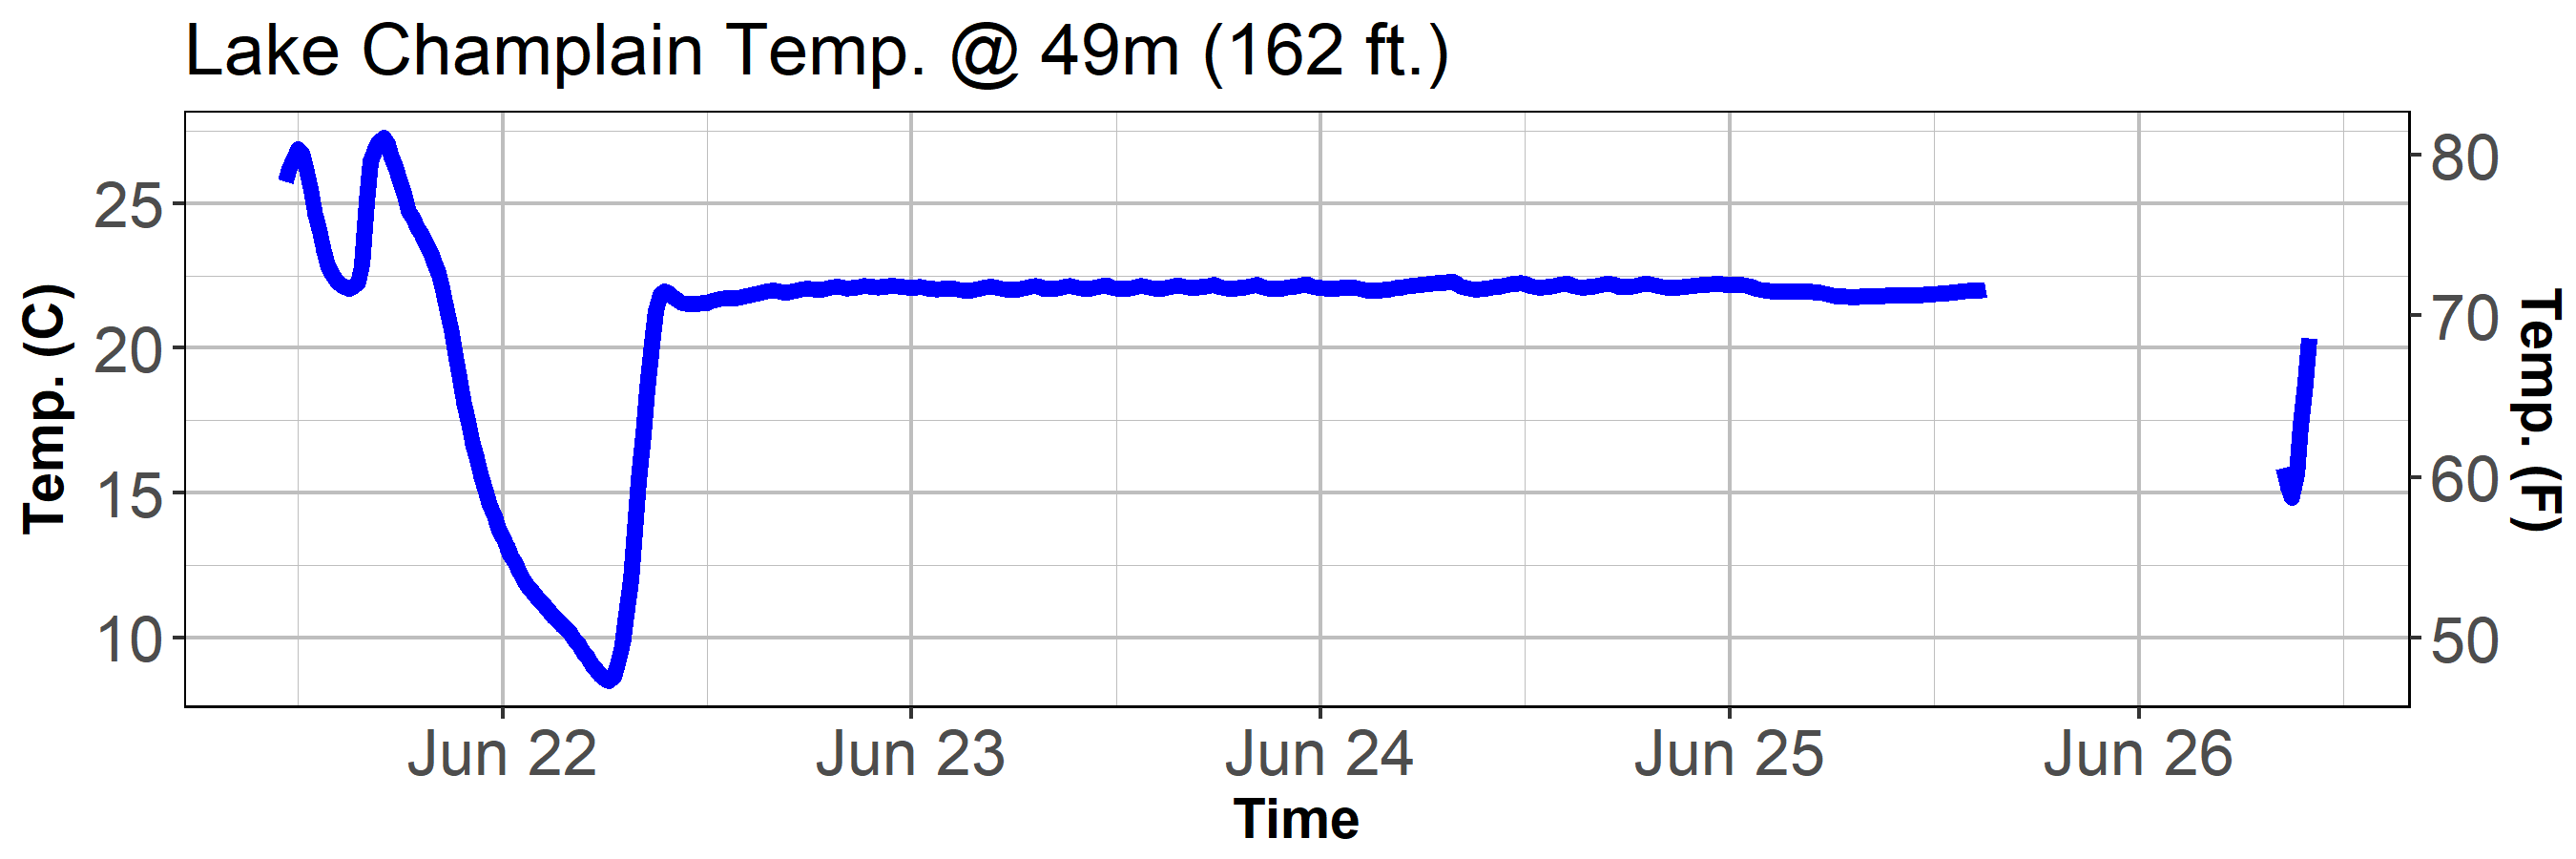 Lake Champlain Temp. @ 49m (162 ft.)
Temp. (C)
25
20
15
10
80
70
60
50
Temp. (F)
Jun 22
Jun 23
Jun 24
Jun 25
Jun 26
Time